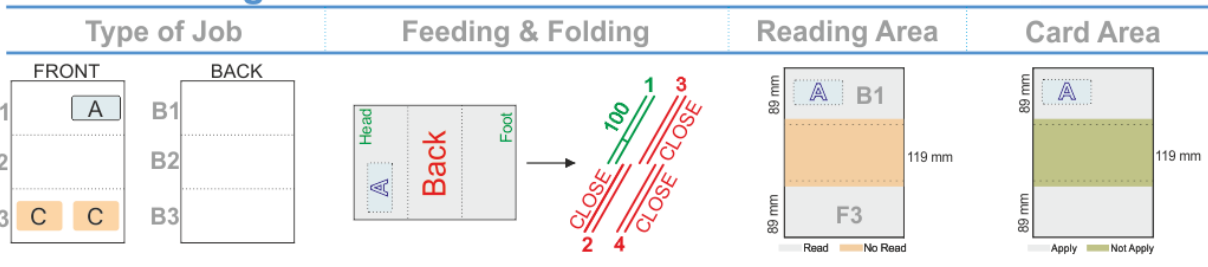 Type of Job
Feeding & Folding
Reading Area
Card Area
FRONT
BACK
A
B1
2
B2
3
C
C
B3
Head
A
Back
Foot
1
3
100
CLOSE
CLOSE
CLOSE
2
4
89 mm
A
B1
119 mm
89 mm
F3
Read
No Read
89 mm
A
119 mm
89 mm
Apply
Not Apply